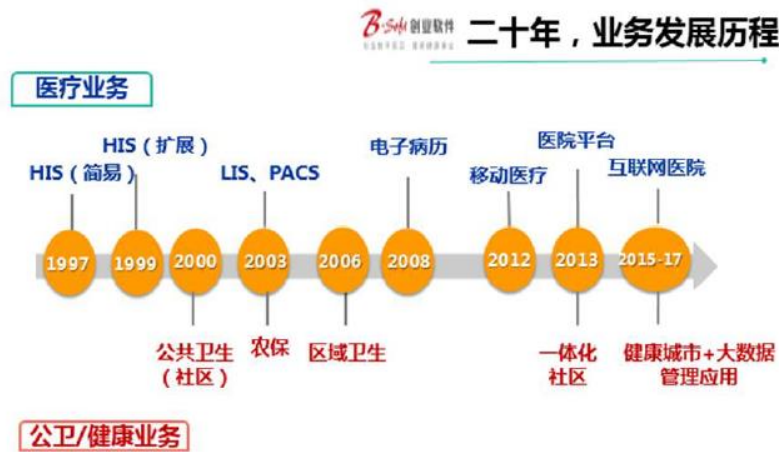 B-Soft 创业软件
二十年，业务发展历程
医疗业务
HIS（扩展）
HIS（简易）
LIS、PACS
电子病历
移动医疗
医院平台
互联网医院
1997
1999
2000
2003
2006
2008
2012
2013
2015-17
公共卫生
（社区）
农保
区域卫生
一体化
社区
健康城市+大数据
管理应用
公卫/健康业务